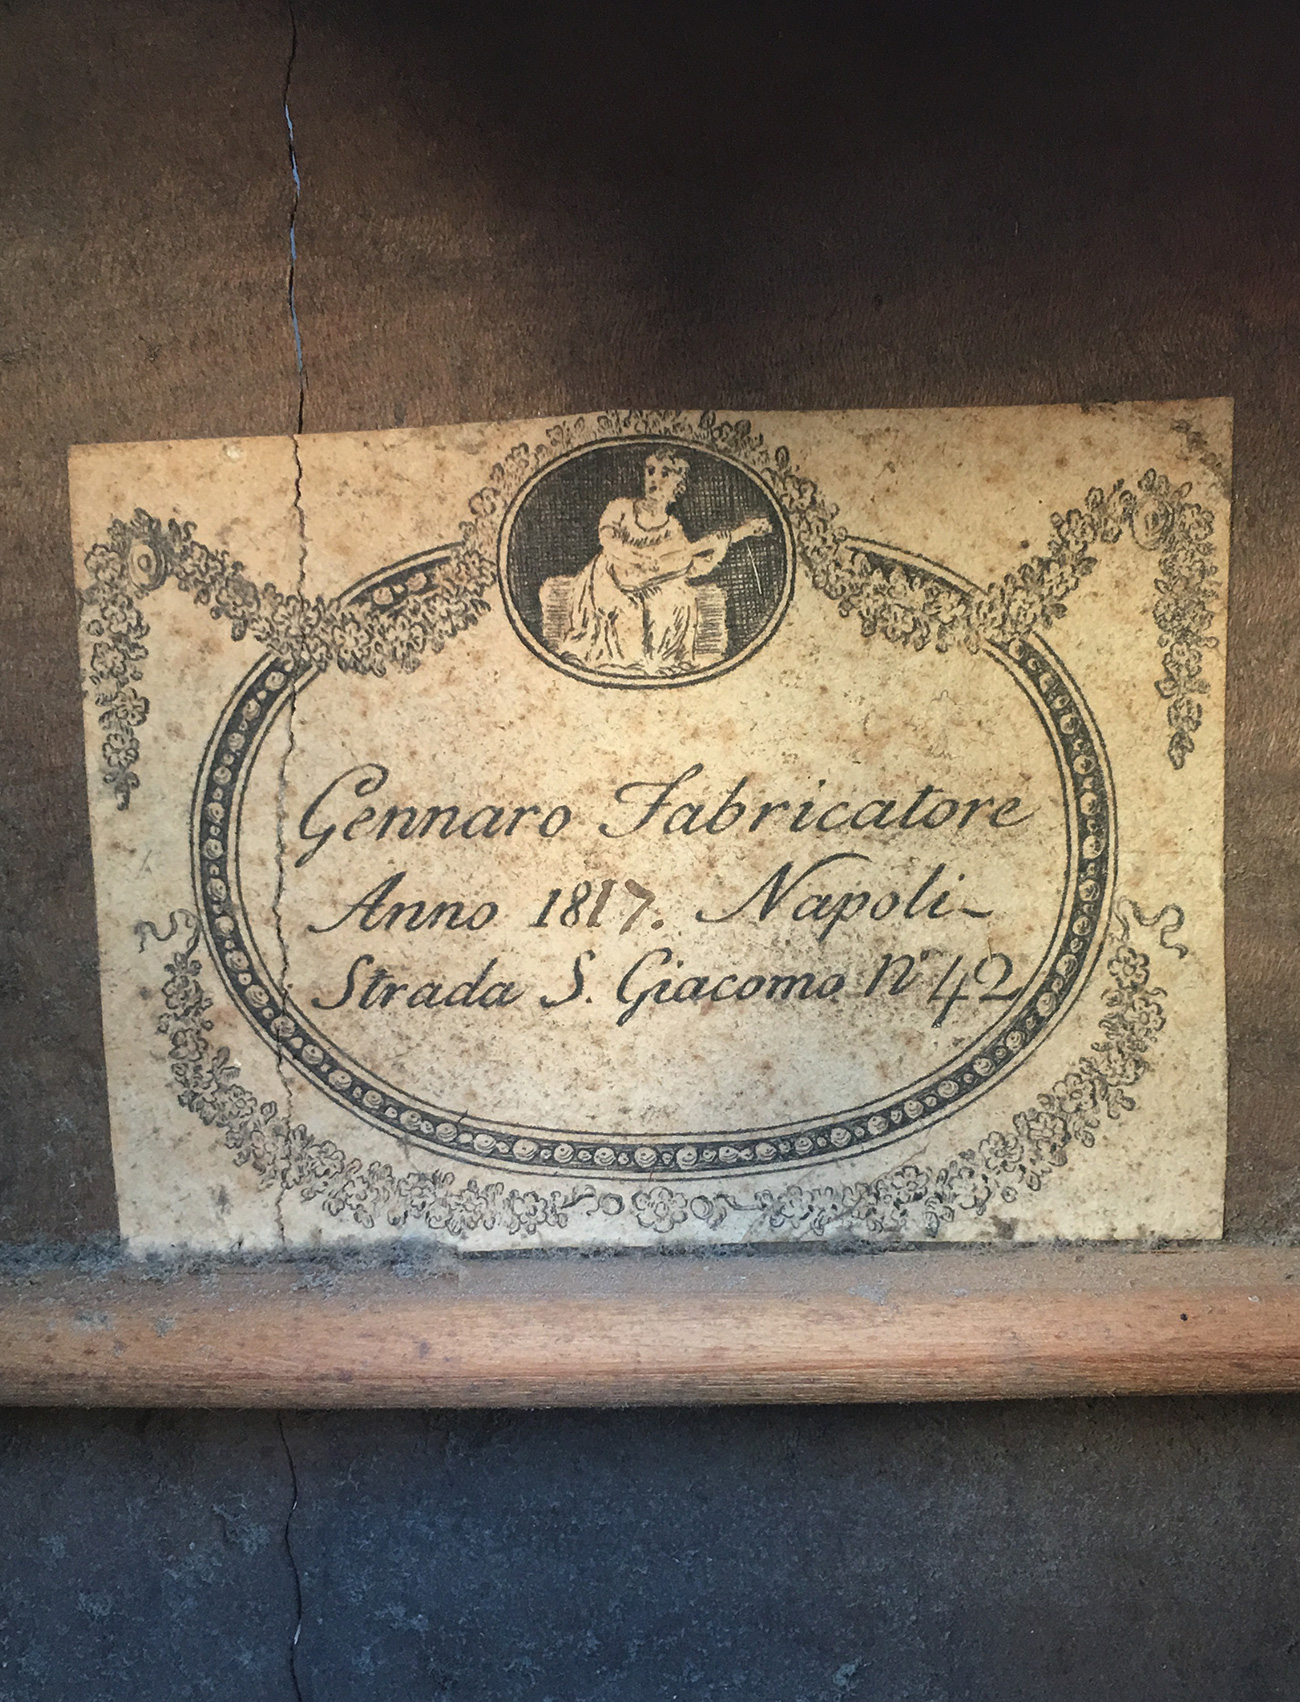 Gennaro Fabricatore
Anno 1817. Napoli
Strada S. Giacomo n° 42